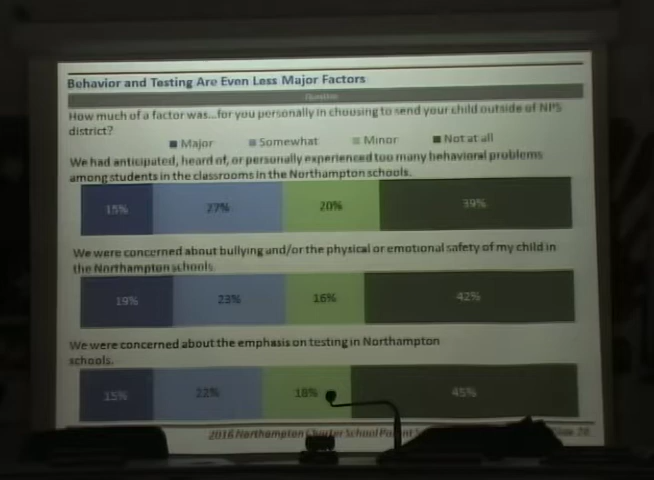 Behavior and Testing Are Even Less Major Factors
Question
How much of a factor was...for you personally in choosing to send your child outside of NPS
district?
Major Somewhat Minor Not at all
We had anticipated, heard of, or personally experienced too many behavioral problems
among students in the classrooms in the Northampton schools.
15% 27% 20% 39%
We were concerned about bullying and/or the physical or emotional safety of my child in
the Northampton schools.
19% 23% 16% 42%
We were concerned about the emphasis on testing in Northampton
schools.
15% 22% 18% 45%
2016 Northampton Charter School Parent Slide 28